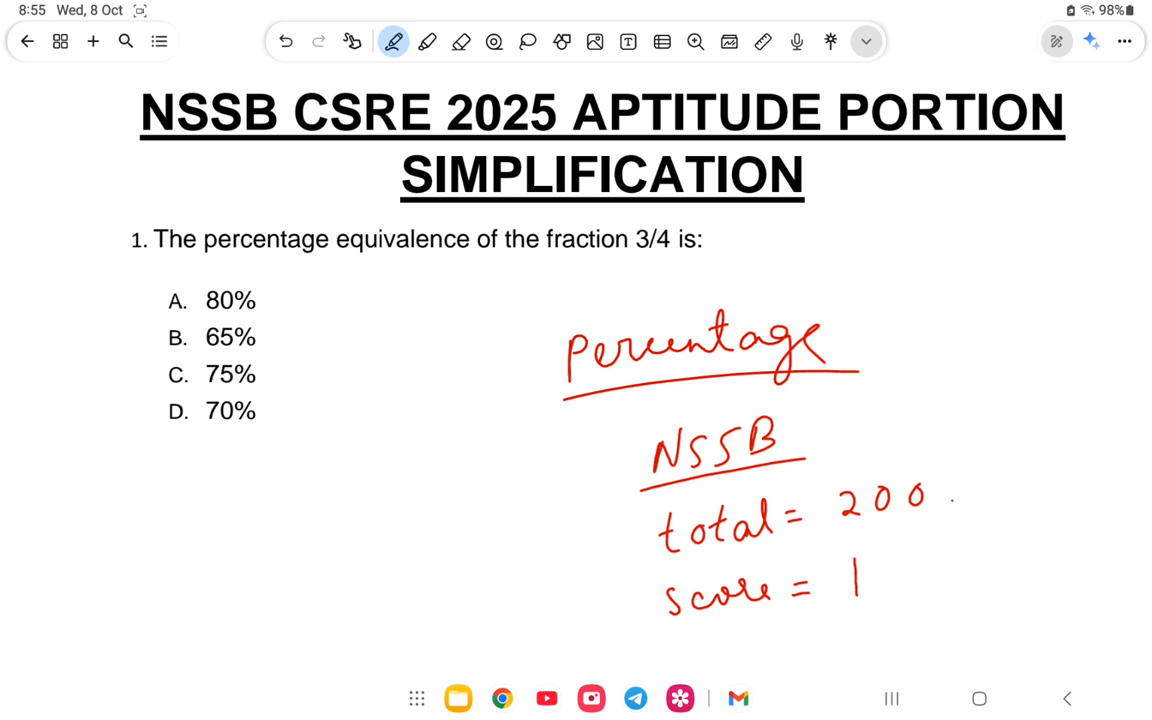 8:55 Wed, 8 Oct
98%
NSSB CSRE 2025 APTITUDE PORTION
SIMPLIFICATION
1. The percentage equivalence of the fraction 3/4 is:
A. 80%
B. 65%
C. 75%
D. 70%
Percentage
NSSB
total = 200
score = 1